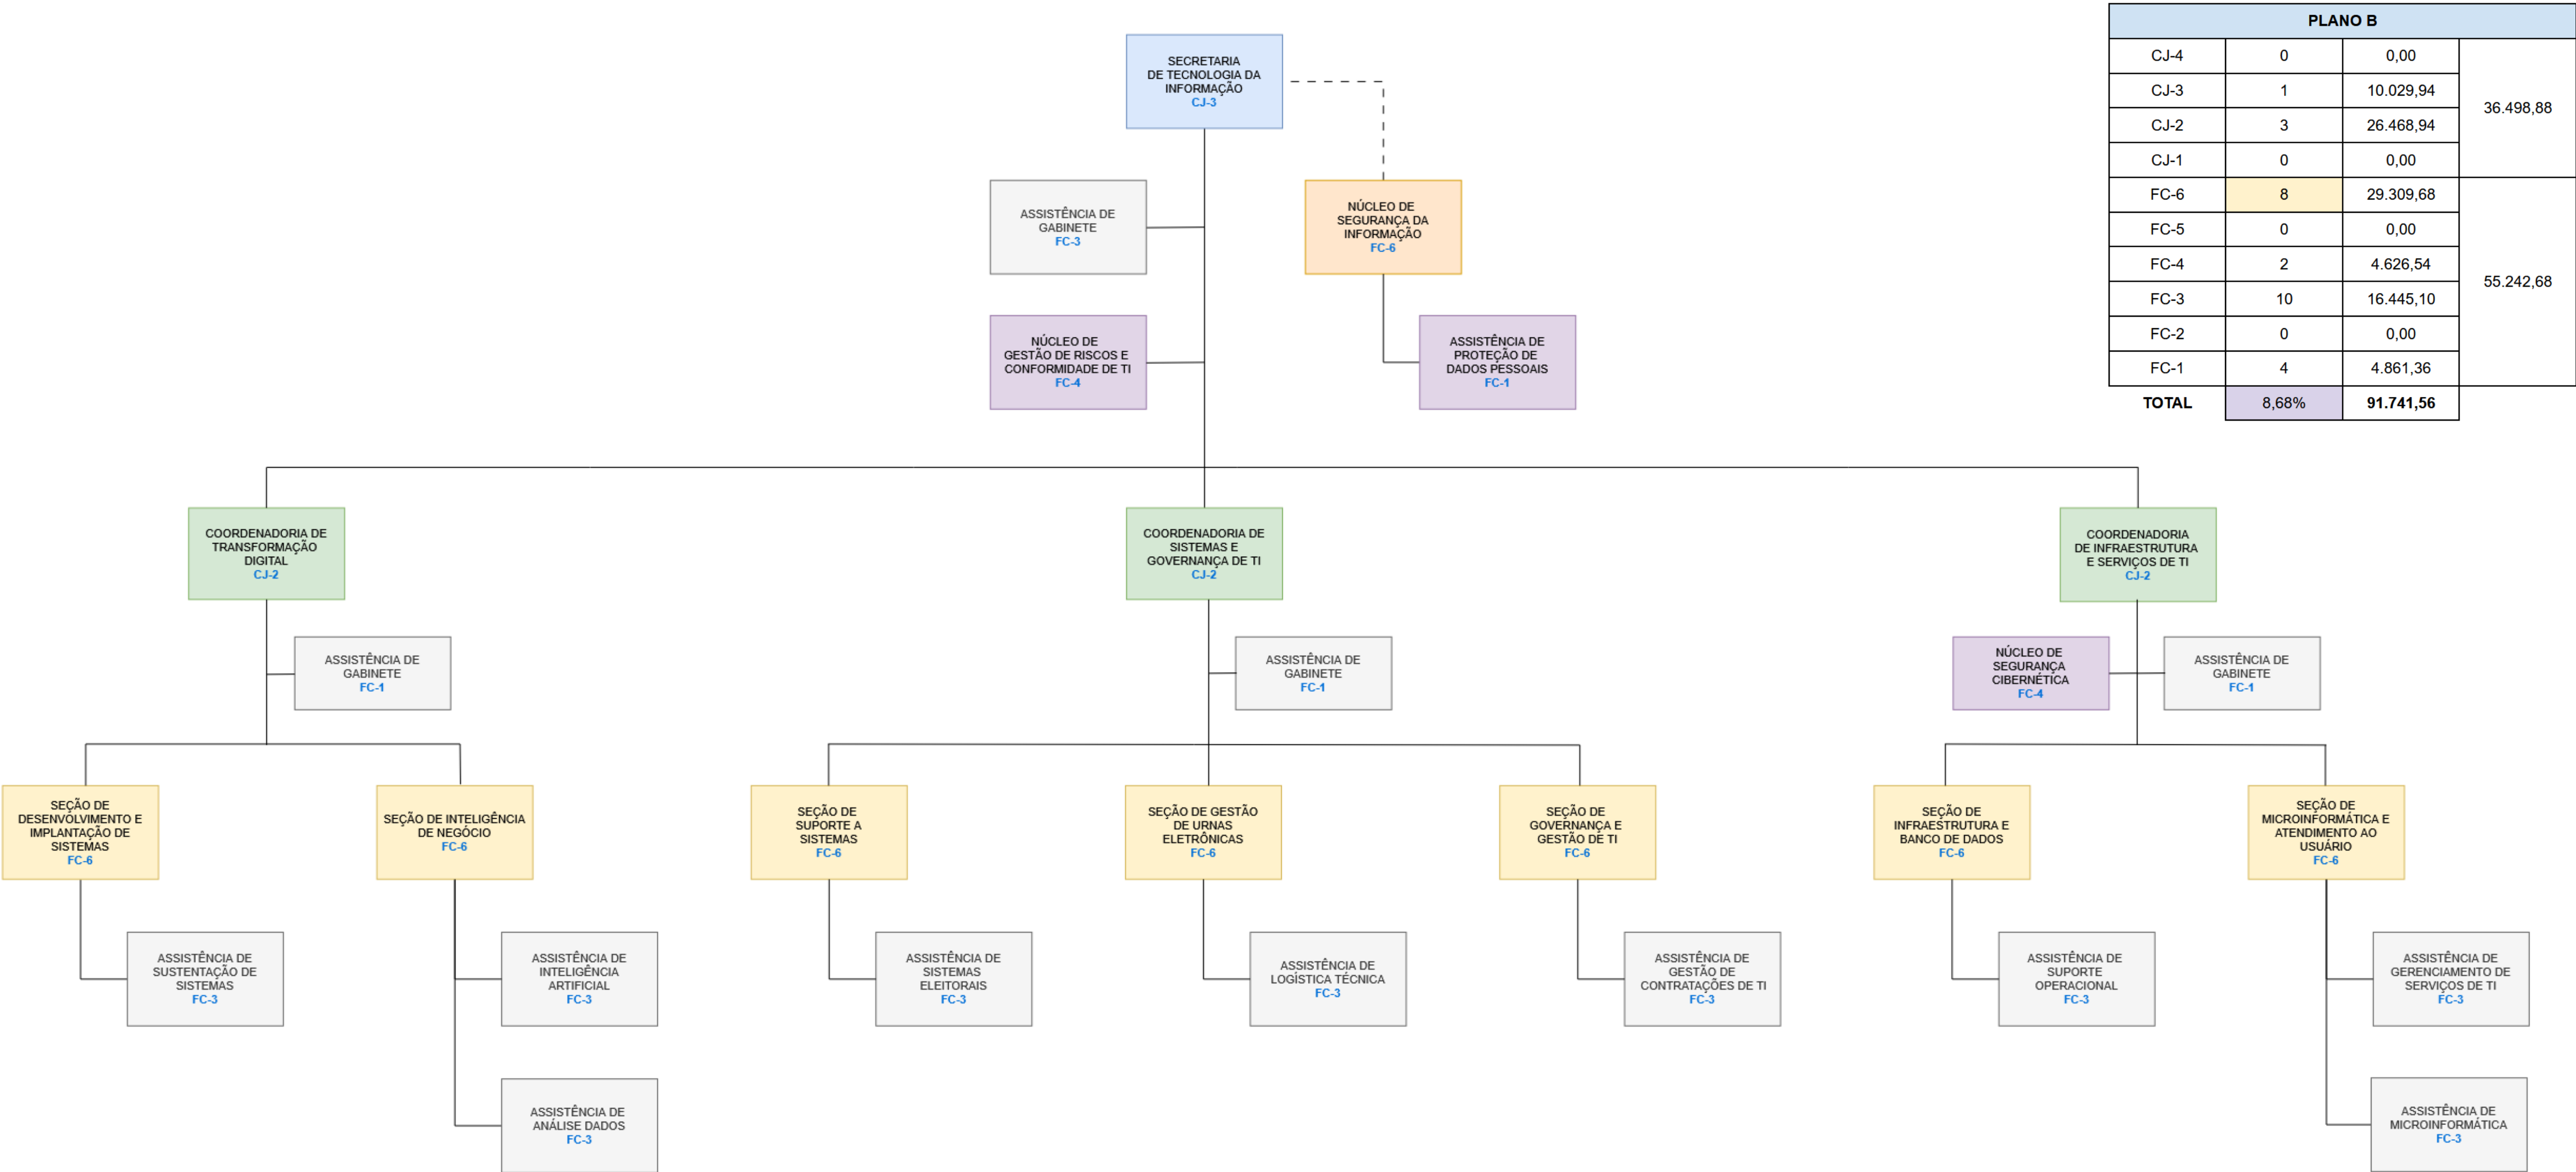 PLANO B
CJ-4 0 0,00
CJ-3 1 10.029,94
36.498,88
CJ-2 3 26.468,94
CJ-1 0 0,00
FC-6 8 29.309,68
FC-5 0 0,00
FC-4 2 4.626,54
55.242,68
FC-3 10 16.445,10
FC-2 0 0,00
FC-1 4 4.861,36
TOTAL 8,68% 91.741,56
SECRETARIA
DE TECNOLOGIA DA
INFORMAÇÃO
CJ-3
ASSISTÊNCIA DE
GABINETE
FC-3
NÚCLEO DE
SEGURANÇA DA
INFORMAÇÃO
FC-6
NÚCLEO DE
GESTÃO DE RISCOS E
CONFORMIDADE DE TI
FC-4
ASSISTÊNCIA DE
PROTEÇÃO DE
DADOS PESSOAIS
FC-1
COORDENADORIA DE
TRANSFORMAÇÃO
DIGITAL
CJ-2
COORDENADORIA DE
SISTEMAS E
GOVERNANÇA DE TI
CJ-2
COORDENADORIA
DE INFRAESTRUTURA
E SERVIÇOS DE TI
CJ-2
ASSISTÊNCIA DE
GABINETE
FC-1
ASSISTÊNCIA DE
GABINETE
FC-1
NÚCLEO DE
SEGURANÇA
CIBERNÉTICA
FC-4
ASSISTÊNCIA DE
GABINETE
FC-1
SEÇÃO DE
DESENVOLVIMENTO E
IMPLANTAÇÃO DE
SISTEMAS
FC-6
SEÇÃO DE INTELIGÊNCIA
DE NEGÓCIO
FC-6
SEÇÃO DE
SUPORTE A
SISTEMAS
FC-6
SEÇÃO DE GESTÃO
DE URNAS
ELETRÔNICAS
FC-6
SEÇÃO DE
GOVERNANÇA E
GESTÃO DE TI
FC-6
SEÇÃO DE
INFRAESTRUTURA E
BANCO DE DADOS
FC-6
SEÇÃO DE
MICROINFORMÁTICA E
ATENDIMENTO AO
USUÁRIO
FC-6
ASSISTÊNCIA DE
SUSTENTAÇÃO DE
SISTEMAS
FC-3
ASSISTÊNCIA DE
INTELIGÊNCIA
ARTIFICIAL
FC-3
ASSISTÊNCIA DE
SISTEMAS
ELEITORAIS
FC-3
ASSISTÊNCIA DE
LOGÍSTICA TÉCNICA
FC-3
ASSISTÊNCIA DE
GESTÃO DE
CONTRATAÇÕES DE TI
FC-3
ASSISTÊNCIA DE
SUPORTE
OPERACIONAL
FC-3
ASSISTÊNCIA DE
GERENCIAMENTO DE
SERVIÇOS DE TI
FC-3
ASSISTÊNCIA DE
ANÁLISE DADOS
FC-3
ASSISTÊNCIA DE
MICROINFORMÁTICA
FC-3